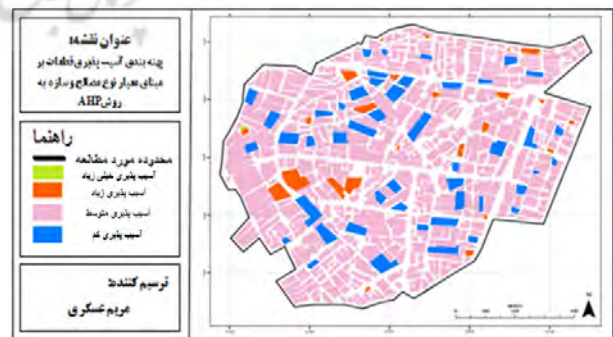 عنوان نقشه:
پهنه بندی آسیب پذیری قطعات بر
مبنای معیار نوع مصالح و سازه به
روش AHP
راهنما
محدوده مورد مطالعه
آسیب پذیری خیلی زیاد
آسیب پذیری زیاد
آسیب پذیری متوسط
آسیب پذیری کم
ترسیم کننده:
مریم عسکری
N